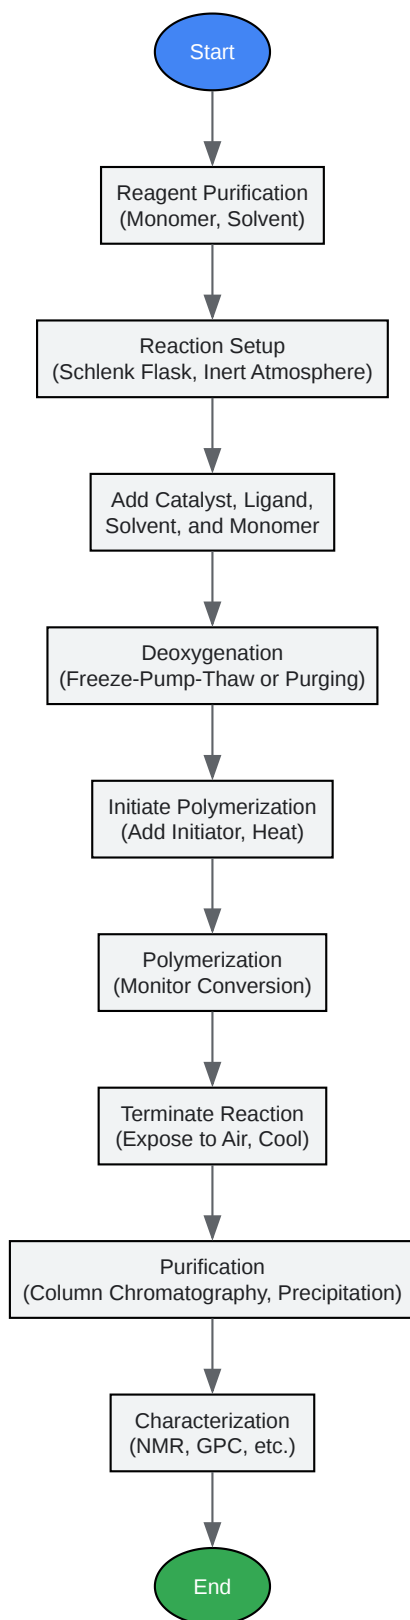 Start
Reagent Purification
(Monomer, Solvent)
Reaction Setup
(Schlenk Flask, Inert Atmosphere)
Add Catalyst, Ligand,
Solvent, and Monomer
Deoxygenation
(Freeze-Pump-Thaw or Purging)
Initiate Polymerization
(Add Initiator, Heat)
Polymerization
(Monitor Conversion)
Terminate Reaction
(Expose to Air, Cool)
Purification
(Column Chromatography, Precipitation)
Characterization
(NMR, GPC, etc.)
End